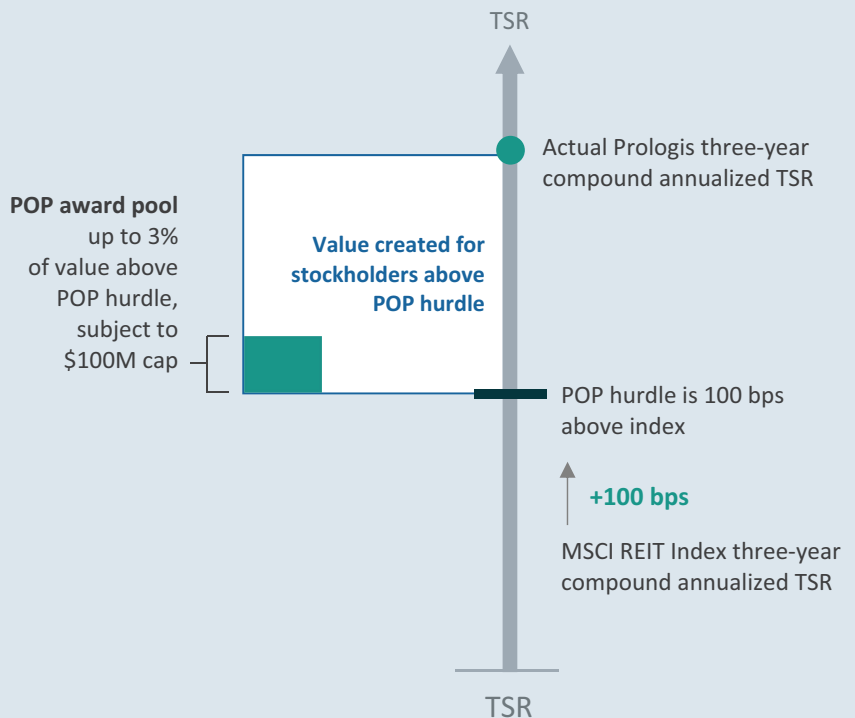 TSR
Actual Prologis three-year
compound annualized TSR
POP award pool
up to 3%
of value above
POP hurdle,
subject to
$100M cap
Value created for
stockholders above
POP hurdle
POP hurdle is 100 bps
above index
+100 bps
MSCI REIT Index three-year
compound annualized TSR
TSR